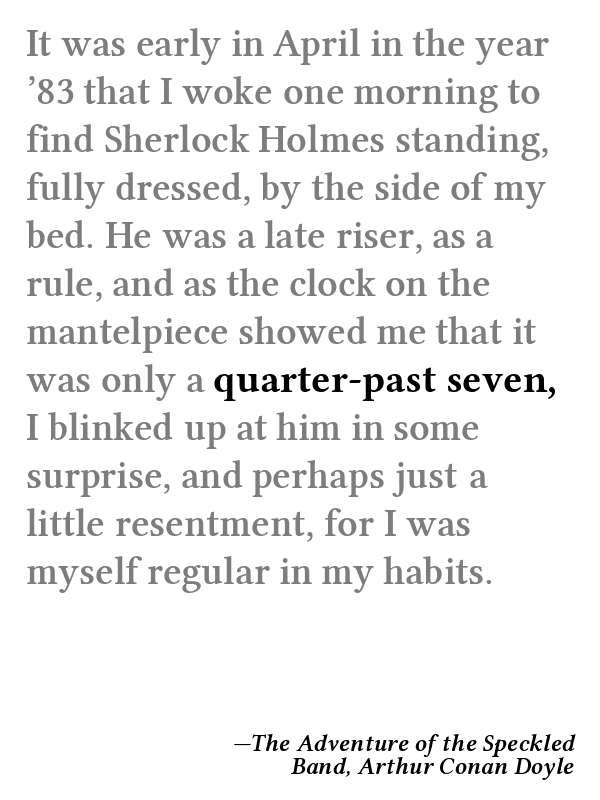 It was early in April in the year
’83 that I woke one morning to
find Sherlock Holmes standing,
fully dressed, by the side of my
bed. He was a late riser, as a
rule, and as the clock on the
mantelpiece showed me that it
was only a quarter-past seven,
I blinked up at him in some
surprise, and perhaps just a
little resentment, for I was
myself regular in my habits.
—The Adventure of the Speckled
Band, Arthur Conan Doyle